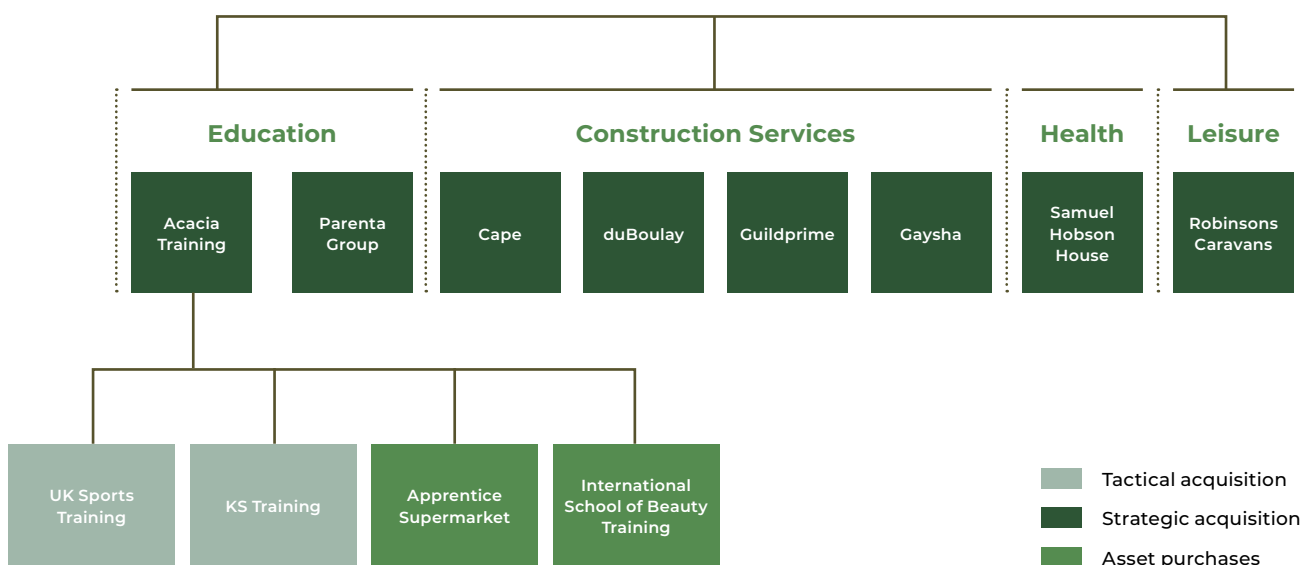 Education
Construction Services
Health
Leisure
Acacia
Training
Parenta
Group
Cape
duBoulay
Guildprime
Gaysha
Samuel
Hobson
House
Robinsons
Caravans
UK Sports
Training
KS Training
Apprentice
Supermarket
International
School of Beauty
Training
Tactical acquisition
Strategic acquisition
Asset purchases